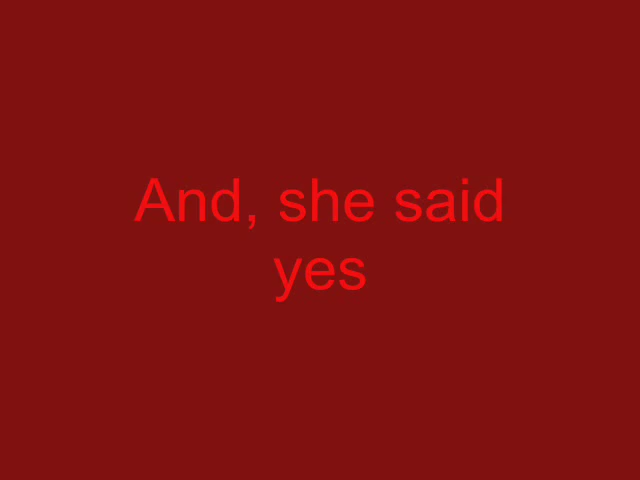 And, she said
yes